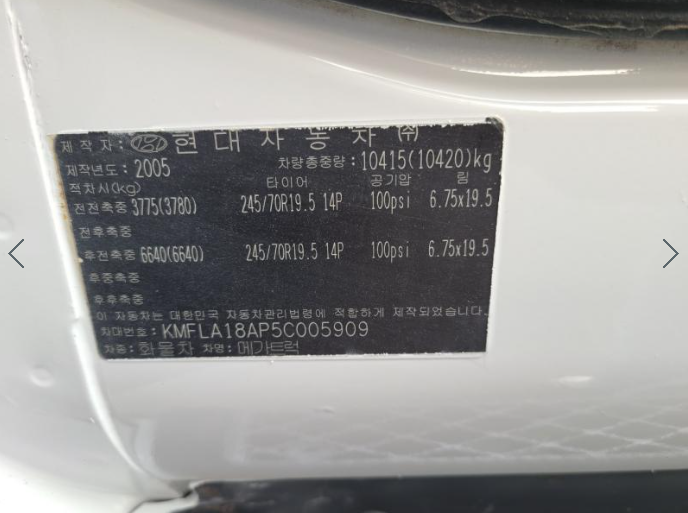 제작자: 현대자동차㈜
제작년도: 2005 차량총중량: 10415(10420)kg
적차시(kg) 타이어 공기압 림
전전축중 3775(3780) 245/70R19.5 14P 100psi 6.75x19.5
전후축중
후전축중 6640(6640) 245/70R19.5 14P 100psi 6.75x19.5
후중축중
후후축중
이 자동차는 대한민국 자동차관리법령에 적합하게 제작되었습니다.
차대번호: KMFLA18AP5C005909
차종: 화물차 차명: 메가트럭